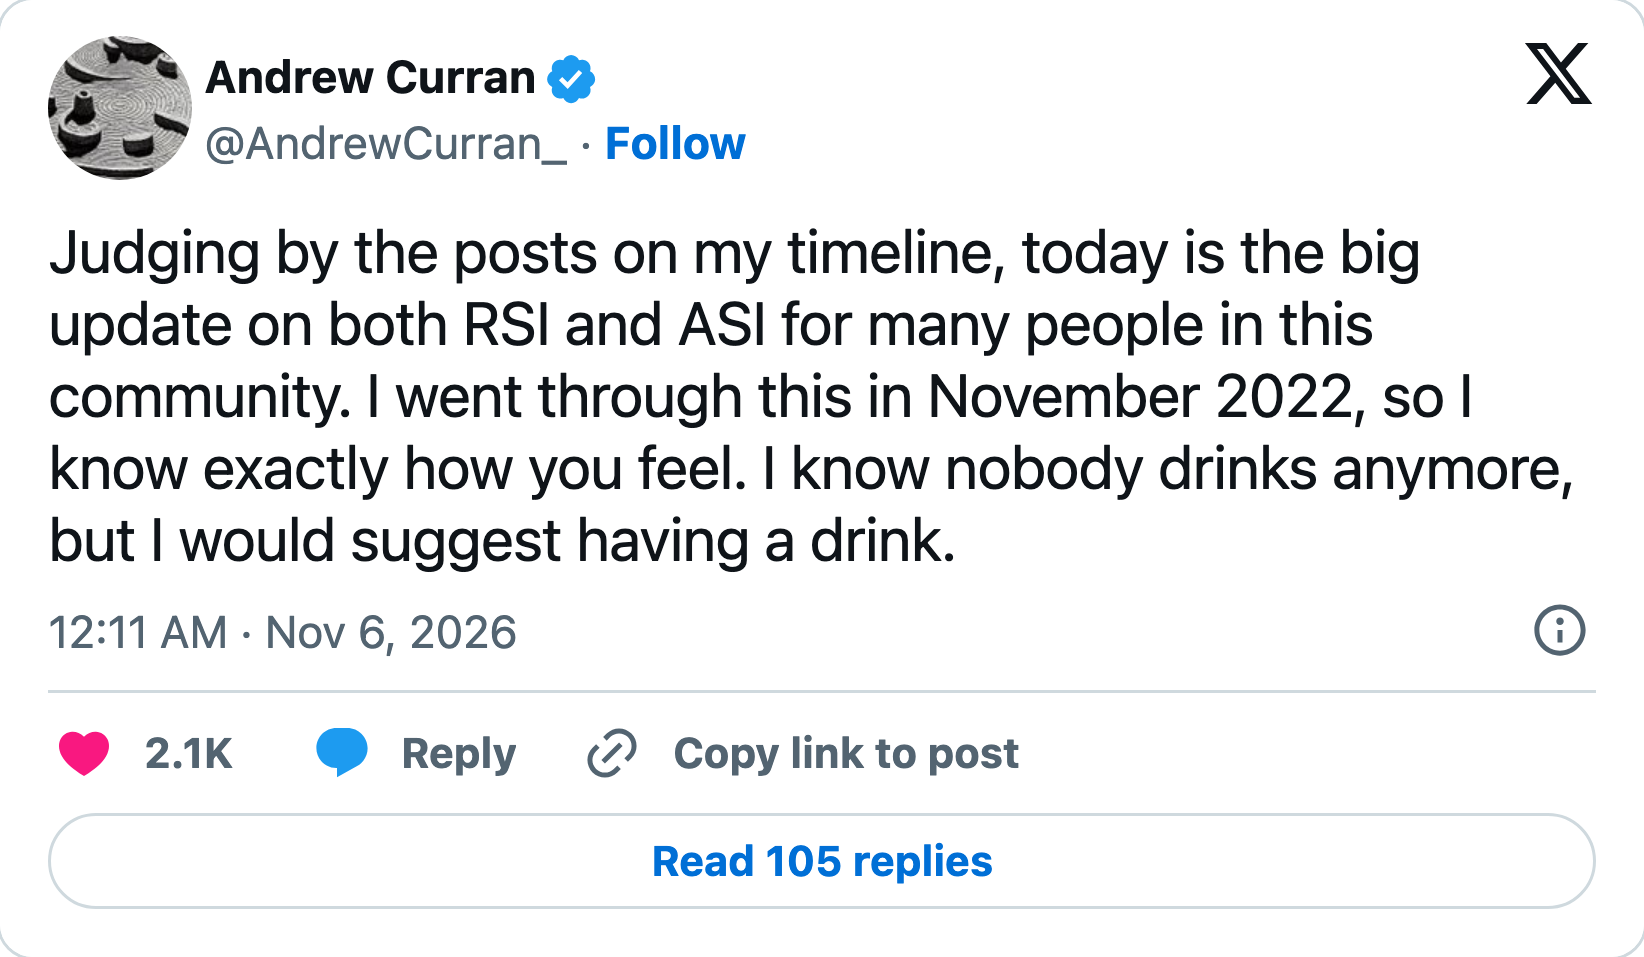 Andrew Curran
@AndrewCurran_ · Follow
Judging by the posts on my timeline, today is the big
update on both RSI and ASI for many people in this
community. I went through this in November 2022, so I
know exactly how you feel. I know nobody drinks anymore,
but I would suggest having a drink.
12:11 AM · Nov 6, 2026
2.1K Reply Copy link to post
Read 105 replies